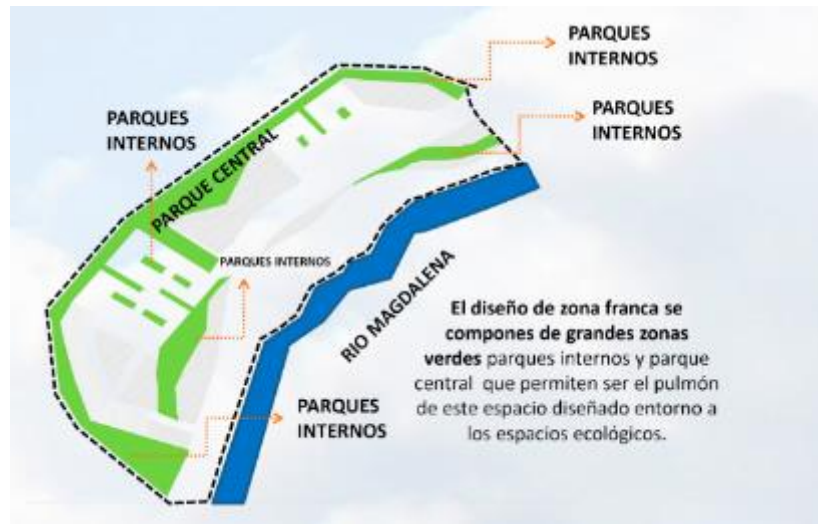 PARQUES
INTERNOS
PARQUES
INTERNOS
PARQUES
INTERNOS
PARQUE CENTRAL
PARQUES INTERNOS
RIO MAGDALENA
PARQUES
INTERNOS
El diseño de zona franca se
compones de grandes zonas
verdes parques internos y parque
central que permiten ser el pulmón
de este espacio diseñado entorno a
los espacios ecológicos.